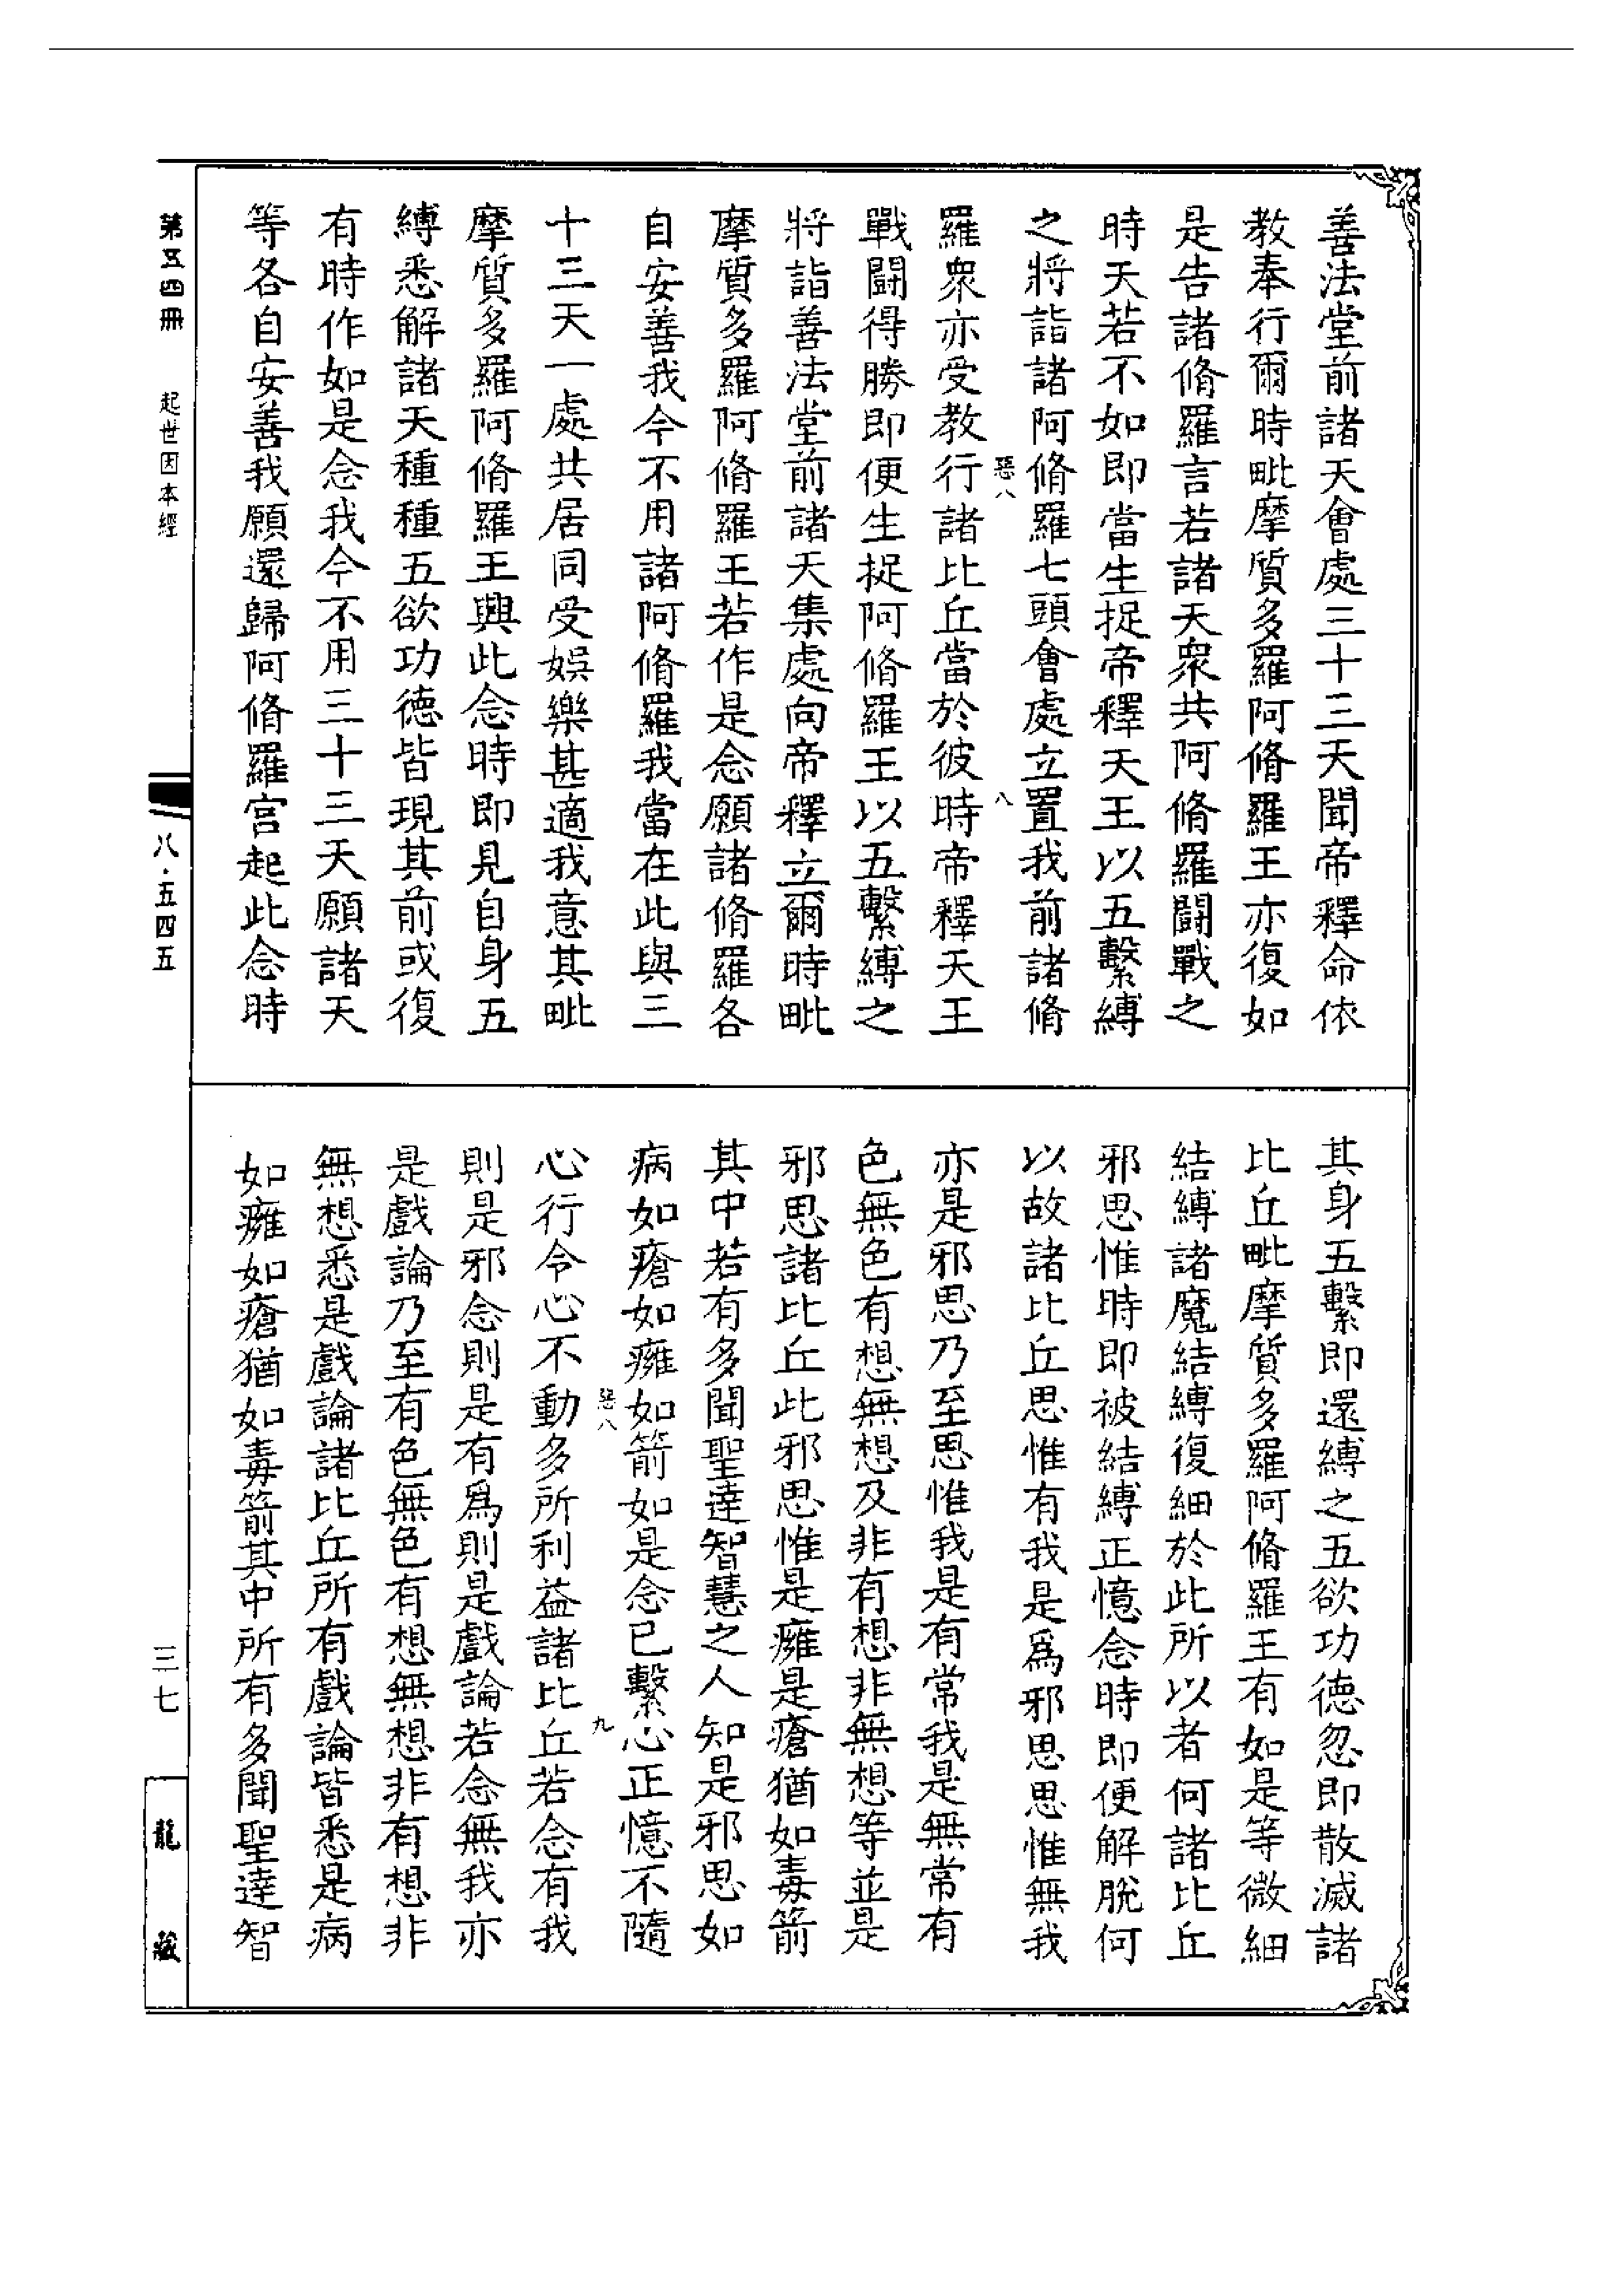 善法堂前諸天會處三十三天聞帝釋命依
教奉行爾時毗摩質多羅阿脩羅王亦復如
是告諸脩羅言若諸天眾共阿脩羅鬭戰之
時天若不如即當生捉帝釋天王以五繫縛
之將詣諸阿脩羅七頭會處立置我前諸脩
惡八
八
羅眾亦受教行諸比丘當於彼時帝釋天王
戰鬭得勝即便生捉阿脩羅王以五繫縛之
將詣善法堂前諸天集處向帝釋立爾時毗
摩質多羅阿脩羅王若作是念願諸脩羅各
自安善我今不用諸阿脩羅我當在此與三
十三天一處共居同受娛樂甚適我意其毗
摩質多羅阿脩羅王興此念時即見自身五
縛悉解諸天種種五欲功德皆現其前或復
有時作如是念我今不用三十三天願諸天
等各自安善我願還歸阿脩羅宮起此念時
其身五繫即還縛之五欲功德忽即散滅諸
比丘毗摩質多羅阿脩羅王有如是等微細
結縛諸魔結縛復細於此所以者何諸比丘
邪思惟時即被結縛正憶念時即便解脫何
以故諸比丘思惟有我是為邪思思惟無我
亦是邪思乃至思惟我是有常我是無常有
色無色有想無想及非有想非無想等並是
邪思諸比丘此邪思惟是癰是瘡猶如毒箭
其中若有多聞聖達智慧之人知是邪思如
病如瘡如癰如箭如是念已繫心正憶不隨
惡八
九
心行令心不動多所利益諸比丘若念有我
則是邪念則是有為則是戲論若念無我亦
是戲論乃至有色無色有想無想非有想非
無想悉是戲論諸比丘所有戲論皆悉是病
如癰如瘡猶如毒箭其中所有多聞聖達智
第五四冊
起世因本經
八·五四五
三七
龍藏